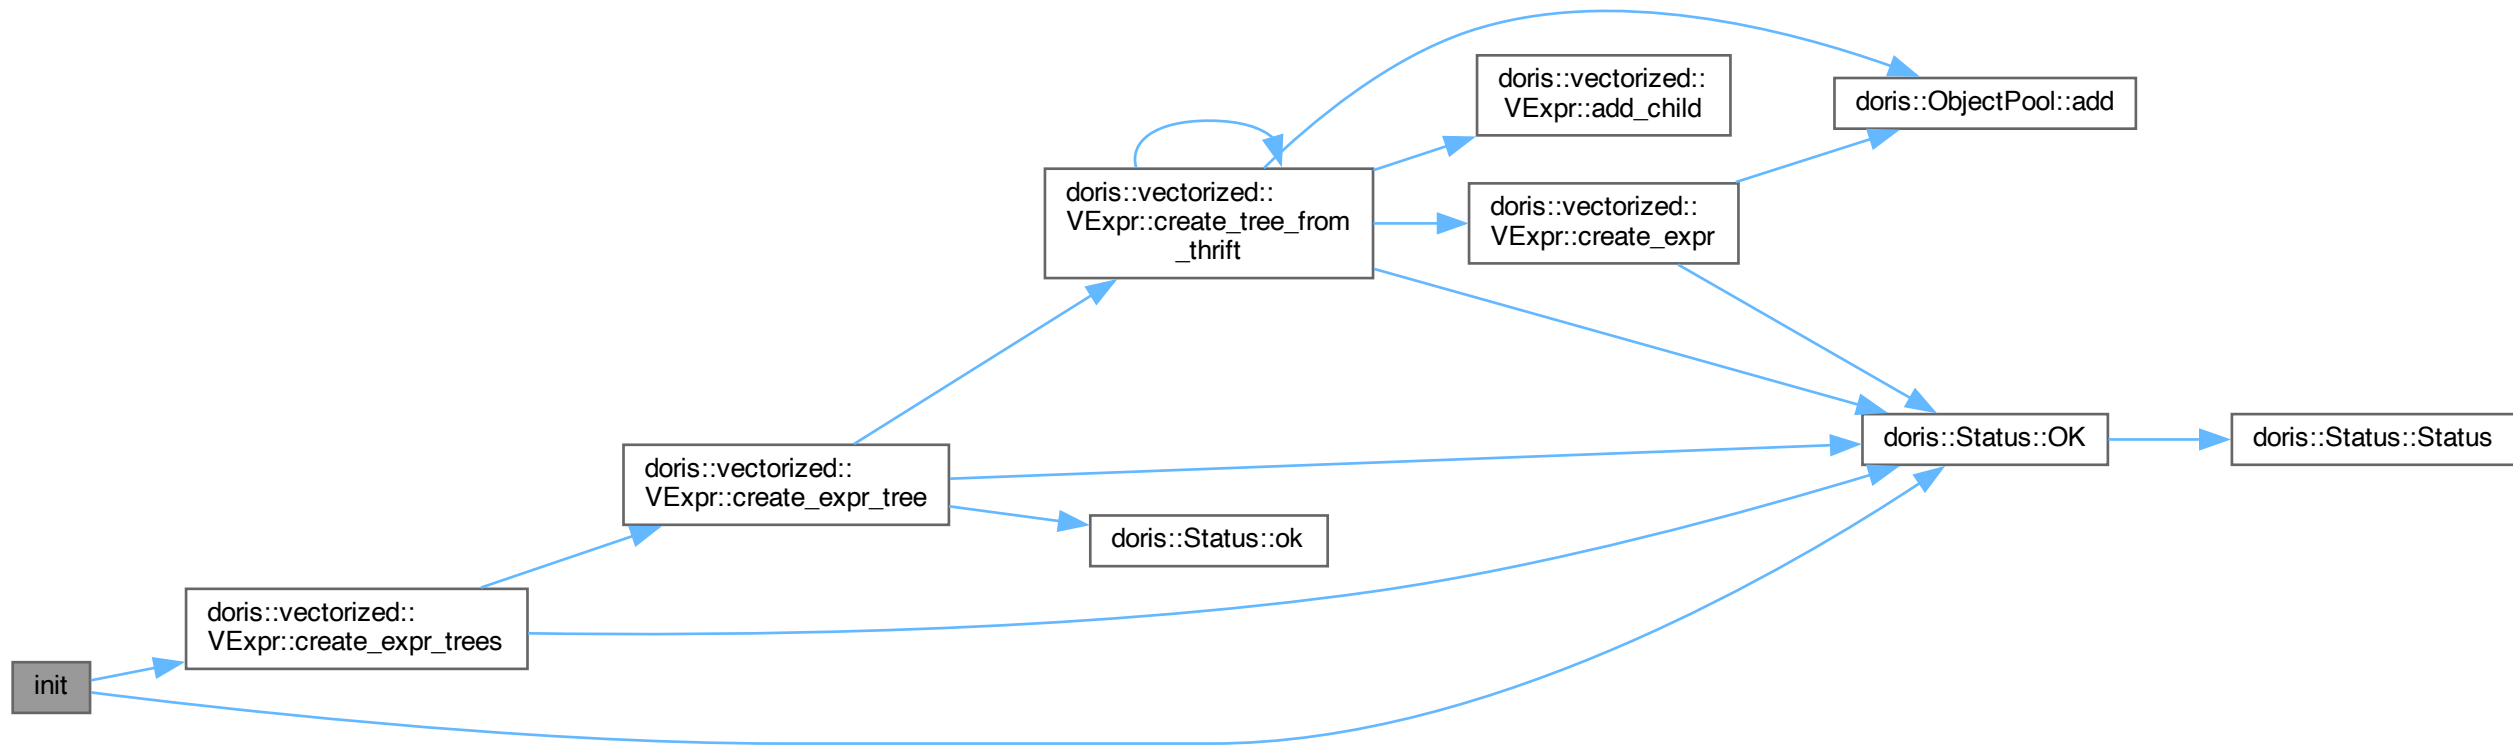 init
doris::vectorized::
VExpr::create_expr_trees
doris::vectorized::
VExpr::create_expr_tree
doris::vectorized::
VExpr::create_tree_from
_thrift
doris::vectorized::
VExpr::add_child
doris::vectorized::
VExpr::create_expr
doris::ObjectPool::add
doris::Status::OK
doris::Status::Status
doris::Status::ok